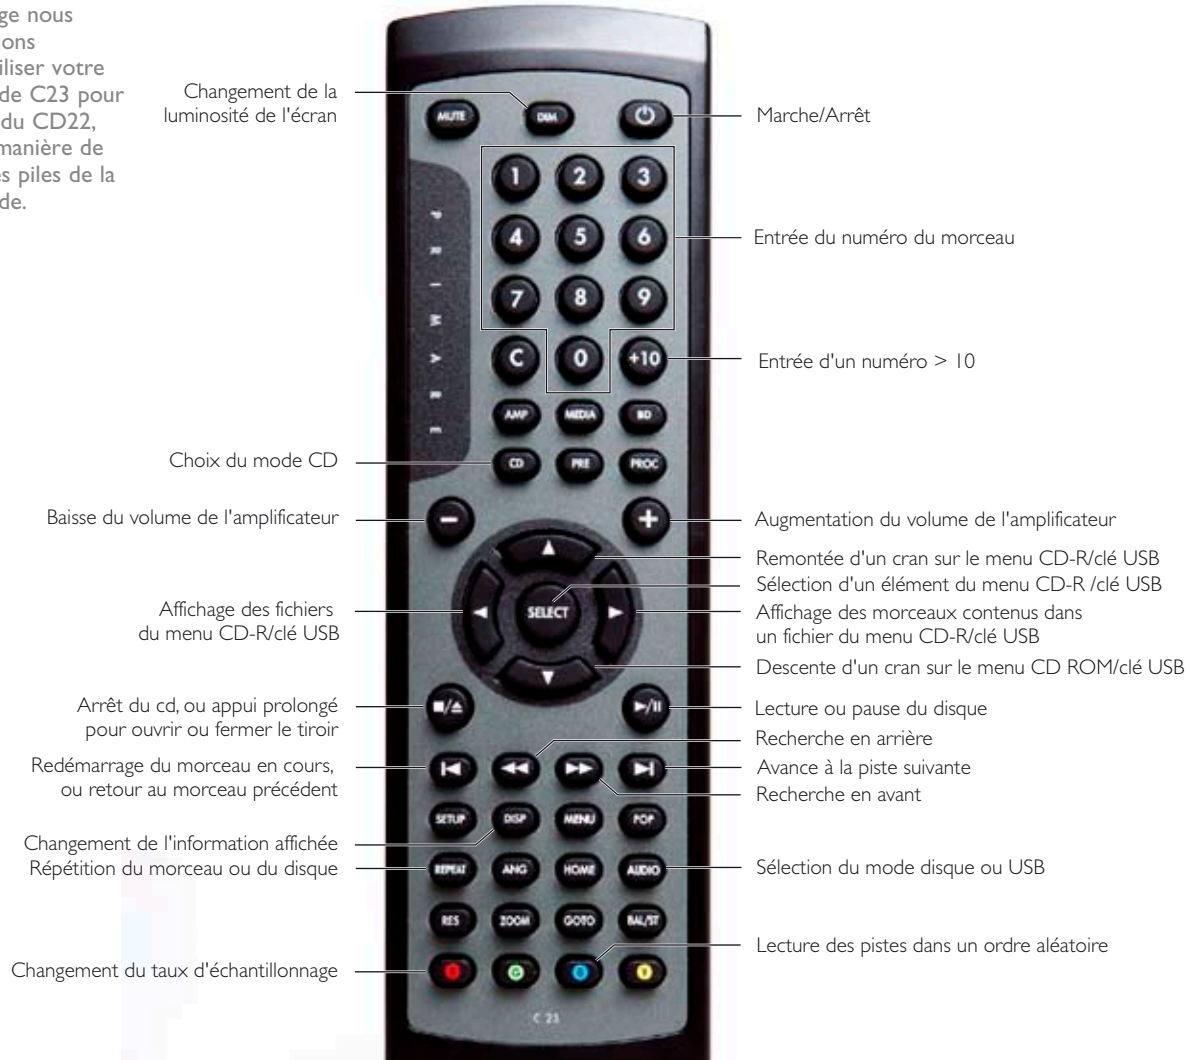 ge nous
ions
iliser votre
de C23 pour
du CD22,
manière de
s piles de la
de.
Changement de la
luminosité de l'écran
Marche/Arrêt
MUTE
DIM
1
2
3
PRIMARE
4
5
6
Entrée du numéro du morceau
7
8
9
C
0
+10
Entrée d'un numéro > 10
AMP
MEDIA
BD
Choix du mode CD
CD
PRE
PROC
Baisse du volume de l'amplificateur
Augmentation du volume de l'amplificateur
Remontée d'un cran sur le menu CD-R/clé USB
Sélection d'un élément du menu CD-R /clé USB
Affichage des fichiers
du menu CD-R/clé USB
SELECT
Affichage des morceaux contenus dans
un fichier du menu CD-R/clé USB
Descente d'un cran sur le menu CD ROM/clé USB
Arrêt du cd, ou appui prolongé
pour ouvrir ou fermer le tiroir
Lecture ou pause du disque
Recherche en arrière
Redémarrage du morceau en cours,
ou retour au morceau précédent
Avance à la piste suivante
Recherche en avant
SETUP
DISP
MENU
POP
Changement de l'information affichée
Répétition du morceau ou du disque
REPEAT
ANG
HOME
AUDIO
Sélection du mode disque ou USB
RES
ZOOM
GOTO
BAL/ST
Lecture des pistes dans un ordre aléatoire
Changement du taux d'échantillonnage
G
Y
C 23